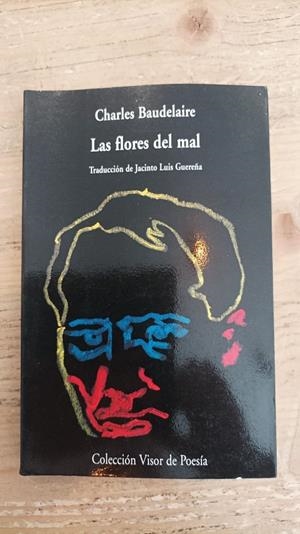 Charles Baudelaire
Las flores del mal
Traducción de Jacinto Luis Guereña
Colección Visor de Poesía